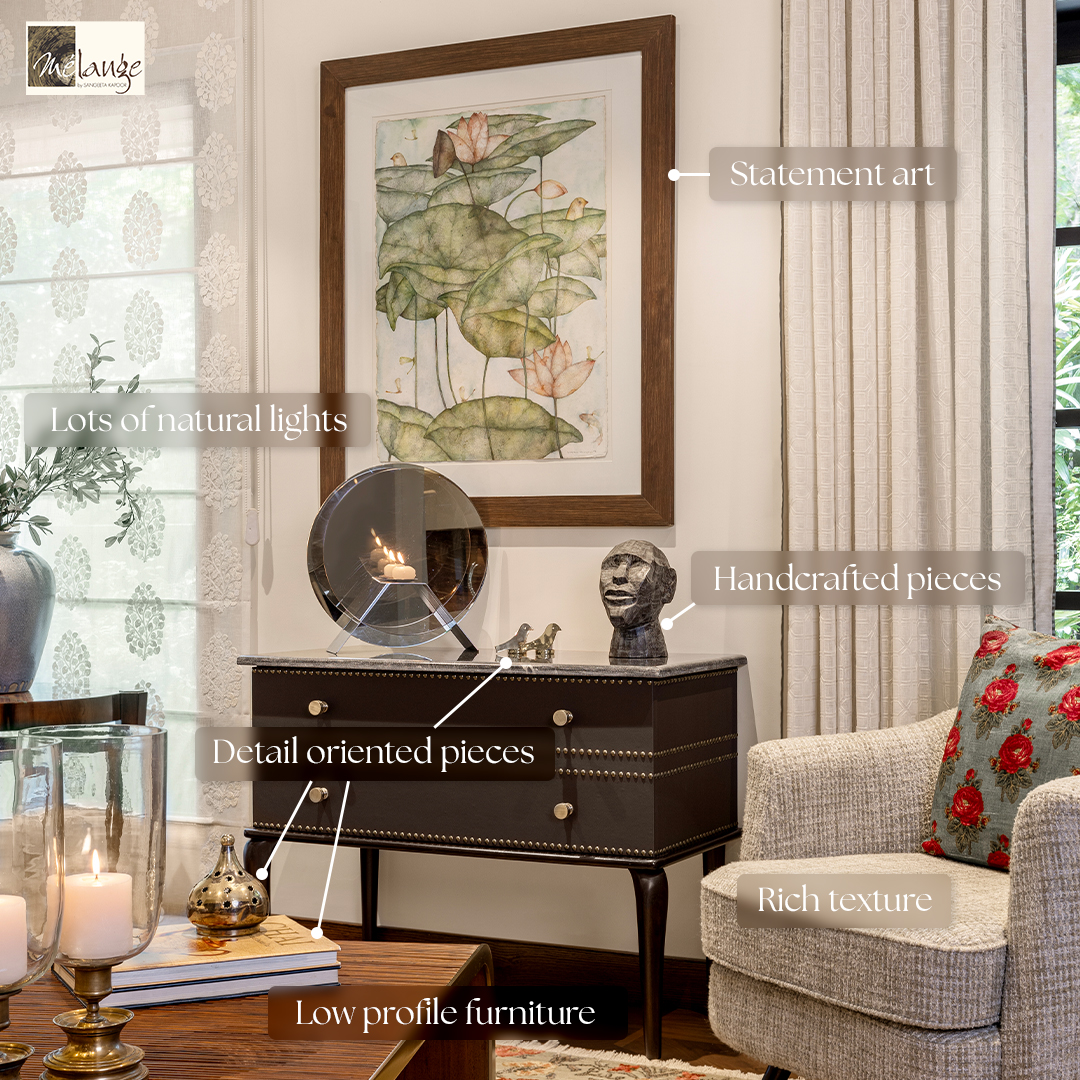 Mélange
by SANGEETA KAPOOR
Statement art
Lots of natural lights
Handcrafted pieces
Detail oriented pieces
Rich texture
Low profile furniture